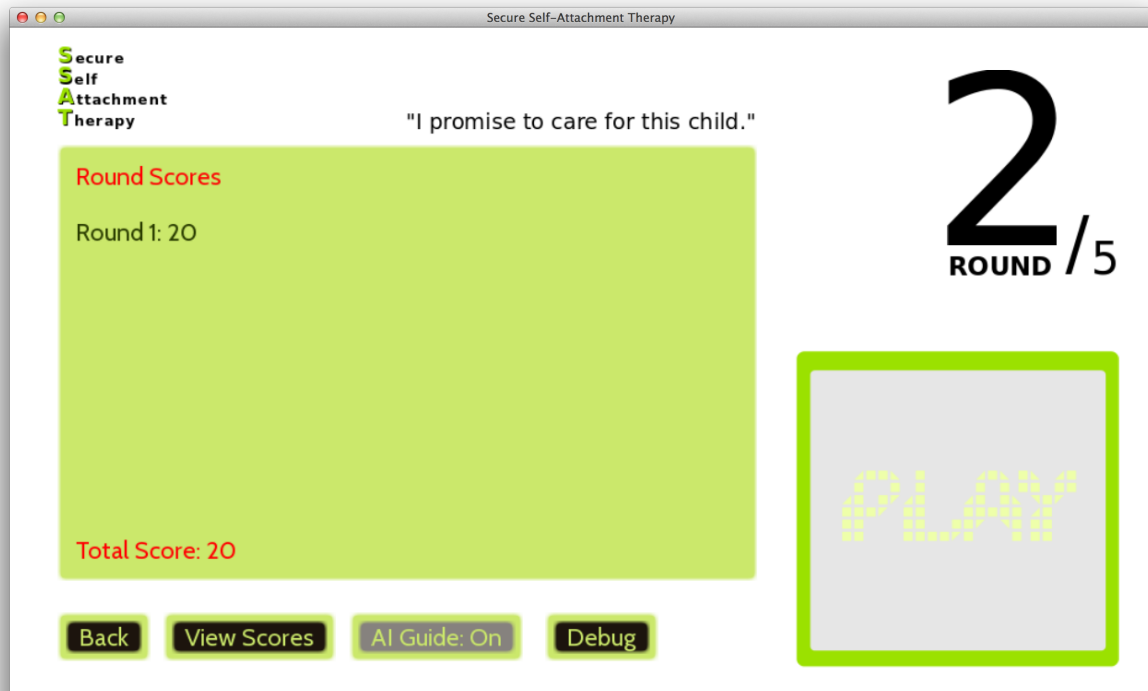 Secure Self-Attachment Therapy
Secure
Self
Attachment
Therapy
"I promise to care for this child."
2
ROUND /5
Round Scores
Round 1: 20
Total Score: 20
PLAY
Back
View Scores
AI Guide: On
Debug